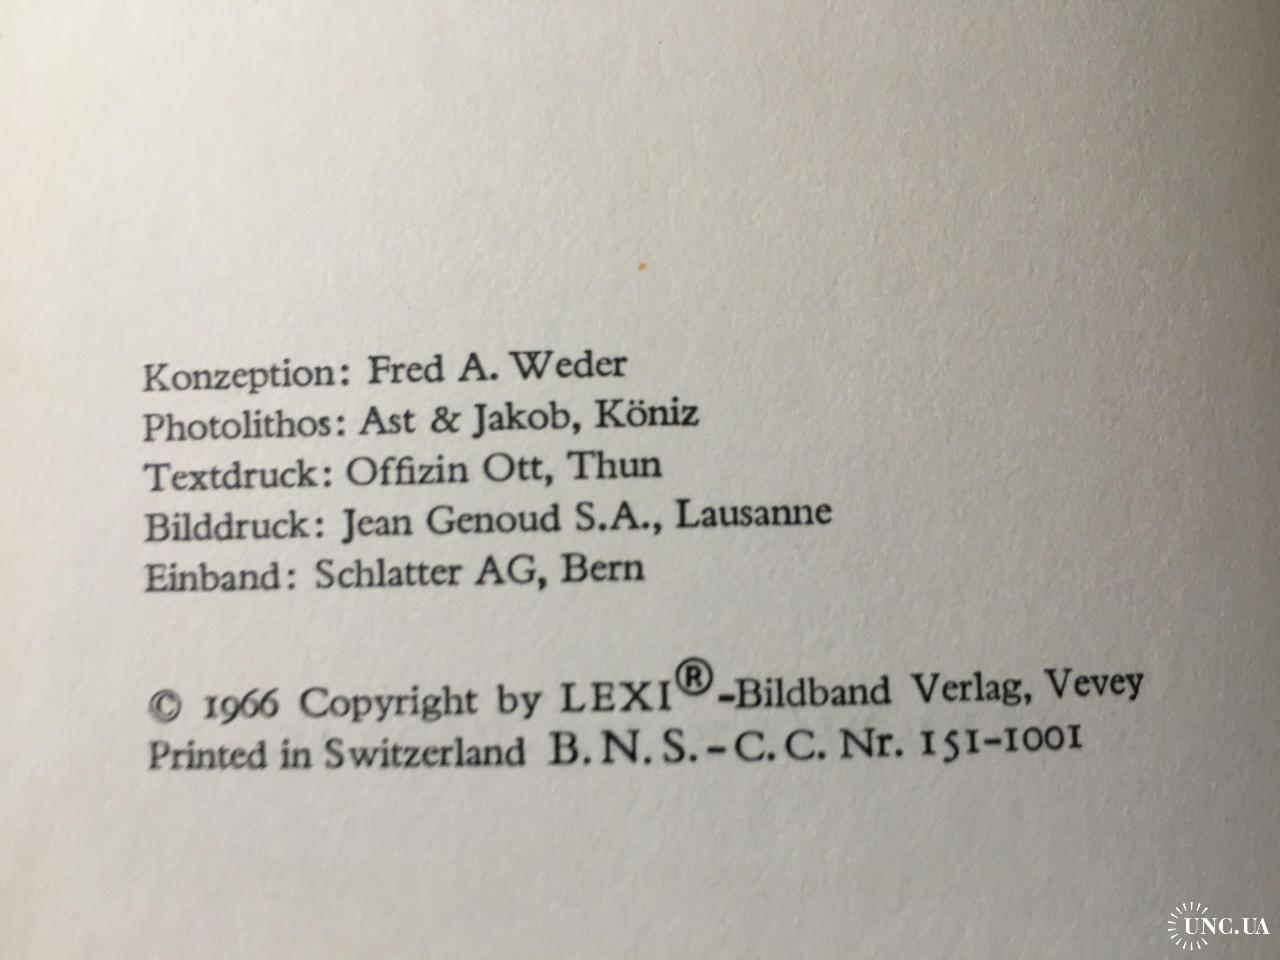 Konzeption: Fred A. Weder
Photolithos: Ast & Jakob, Köniz
Textdruck: Offizin Ott, Thun
Bilddruck: Jean Genoud S.A., Lausanne
Einband: Schlatter AG, Bern
© 1966 Copyright by LEXI®-Bildband Verlag, Vevey
Printed in Switzerland B.N.S.-C.C. Nr. 151-1001
UNC.UA